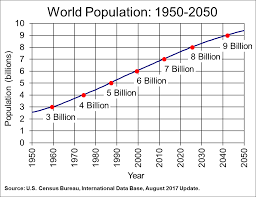 World Population: 1950-2050
Population (billions)
10
9
8
7
6
5
4
3
2
1
0
3 Billion
4 Billion
5 Billion
6 Billion
7 Billion
8 Billion
9 Billion
1950
1960
1970
1980
1990
2000
2010
2020
2030
2040
2050
Year
Source: U.S. Census Bureau, International Data Base, August 2017 Update.